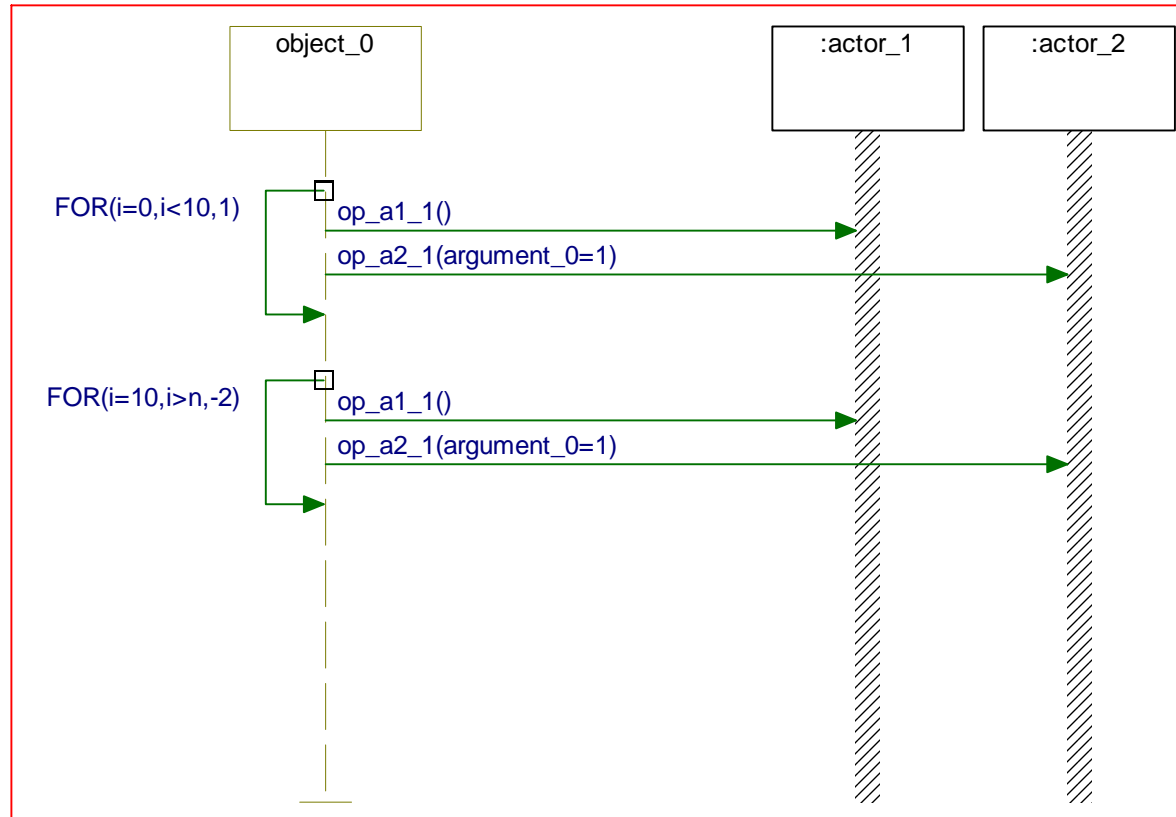 object_0
:actor_1
:actor_2
FOR(i=0,i<10,1)
op_a1_1()
op_a2_1(argument_0=1)
FOR(i=10,i>n,-2)
op_a1_1()
op_a2_1(argument_0=1)